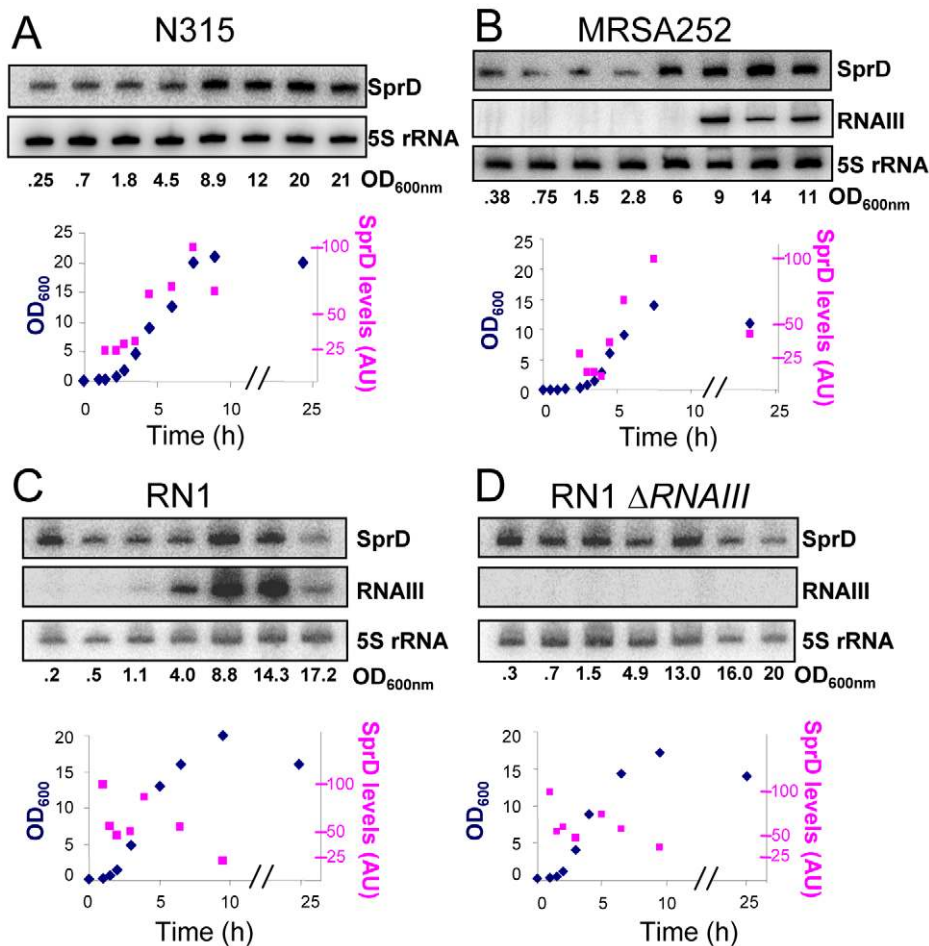 A N315
SprD
5S rRNA
.25 .7 1.8 4.5 8.9 12 20 21 OD600nm
25
20
15
10
5
0
OD600
100
50
25
SprD levels (AU)
0 10 25
Time (h)
B MRSA252
SprD
RNAIII
5S rRNA
.38 .75 1.5 2.8 6 9 14 11 OD600nm
25
20
15
10
5
0
OD600
100
50
25
SprD levels (AU)
0 5 10 25
Time (h)
C RN1
SprD
RNAIII
5S rRNA
.2 .5 1.1 4.0 8.8 14.3 17.2 OD600nm
20
15
10
5
0
OD600
100
50
25
SprD levels (AU)
0 5 10 25
Time (h)
D RN1 ΔRNAIII
SprD
RNAIII
5S rRNA
.3 .7 1.5 4.9 13.0 16.0 20 OD600nm
20
15
10
5
0
OD600
100
50
25
SprD levels (AU)
0 5 10 25
Time (h)